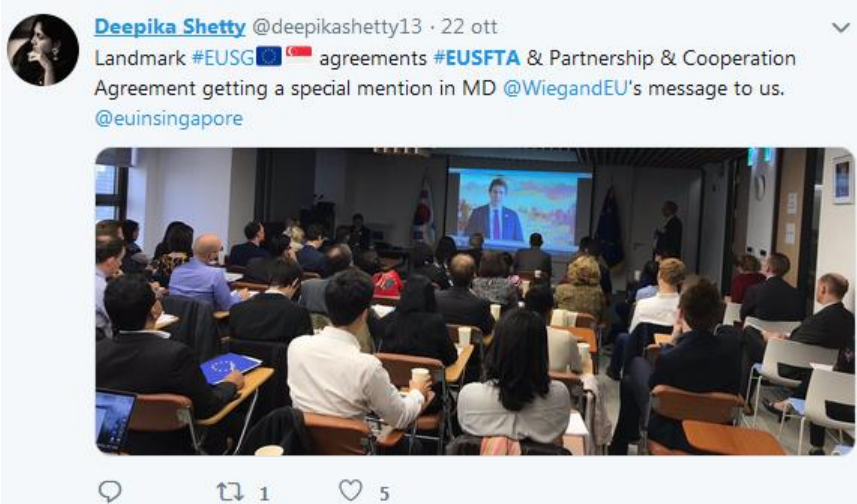 Deepika Shetty @deepikashetty13 · 22 ott
Landmark #EUSG🇪🇺 🇸🇬 agreements #EUSFTA & Partnership & Cooperation
Agreement getting a special mention in MD @WiegandEU's message to us.
@euinsingapore
1 5